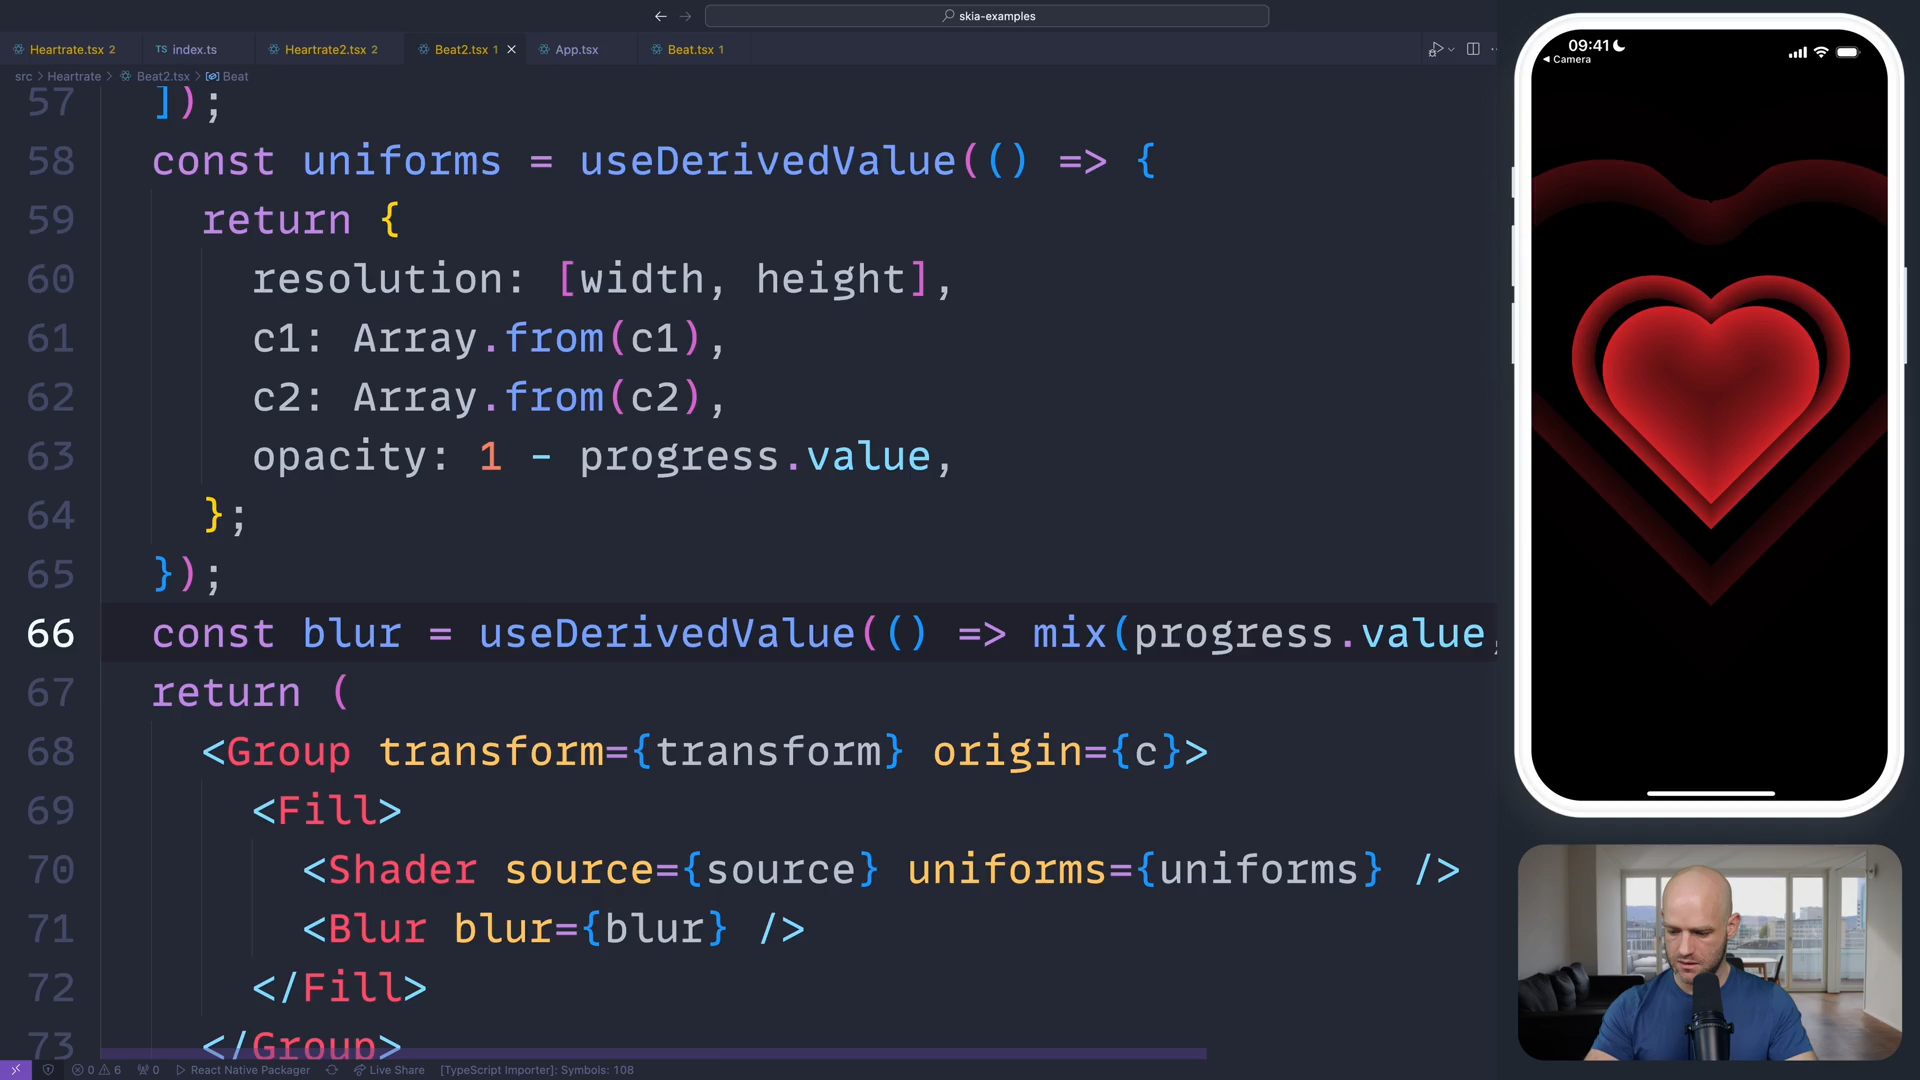 skia-examples
Heartrate.tsx 2
TS index.ts
Heartrate2.tsx 2
Beat2.tsx 1
App.tsx
Beat.tsx 1
src > Heartrate > Beat2.tsx > Beat
57 ]);
58 const uniforms = useDerivedValue(() => {
59 return {
60 resolution: [width, height],
61 c1: Array.from(c1),
62 c2: Array.from(c2),
63 opacity: 1 - progress.value,
64 };
65 });
66 const blur = useDerivedValue(() => mix(progress.value,
67 return (
68 <Group transform={transform} origin={c}>
69 <Fill>
70 <Shader source={source} uniforms={uniforms} />
71 <Blur blur={blur} />
72 </Fill>
73 </Group>
0 6 0 React Native Packager Live Share [TypeScript Importer]: Symbols: 108
09:41
Camera